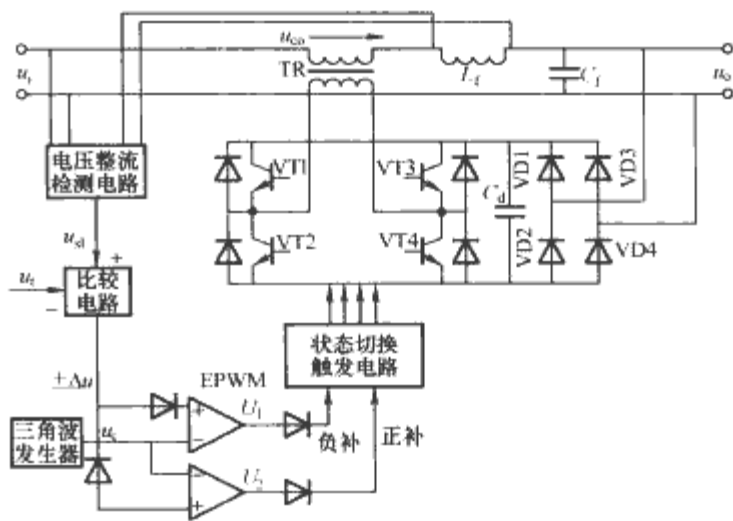 u_co
TR
L_f
C_f
u_i
u_o
电压整流
检测电路
VT1
VT3
VD1
VD3
C_d
VT2
VT4
VD2
VD4
u_sl
+
u_r
−
比较
电路
状态切换
触发电路
±Δu
EPWM
三角波
发生器
u_c
+
−
U_1
负补
正补
−
+
U_2